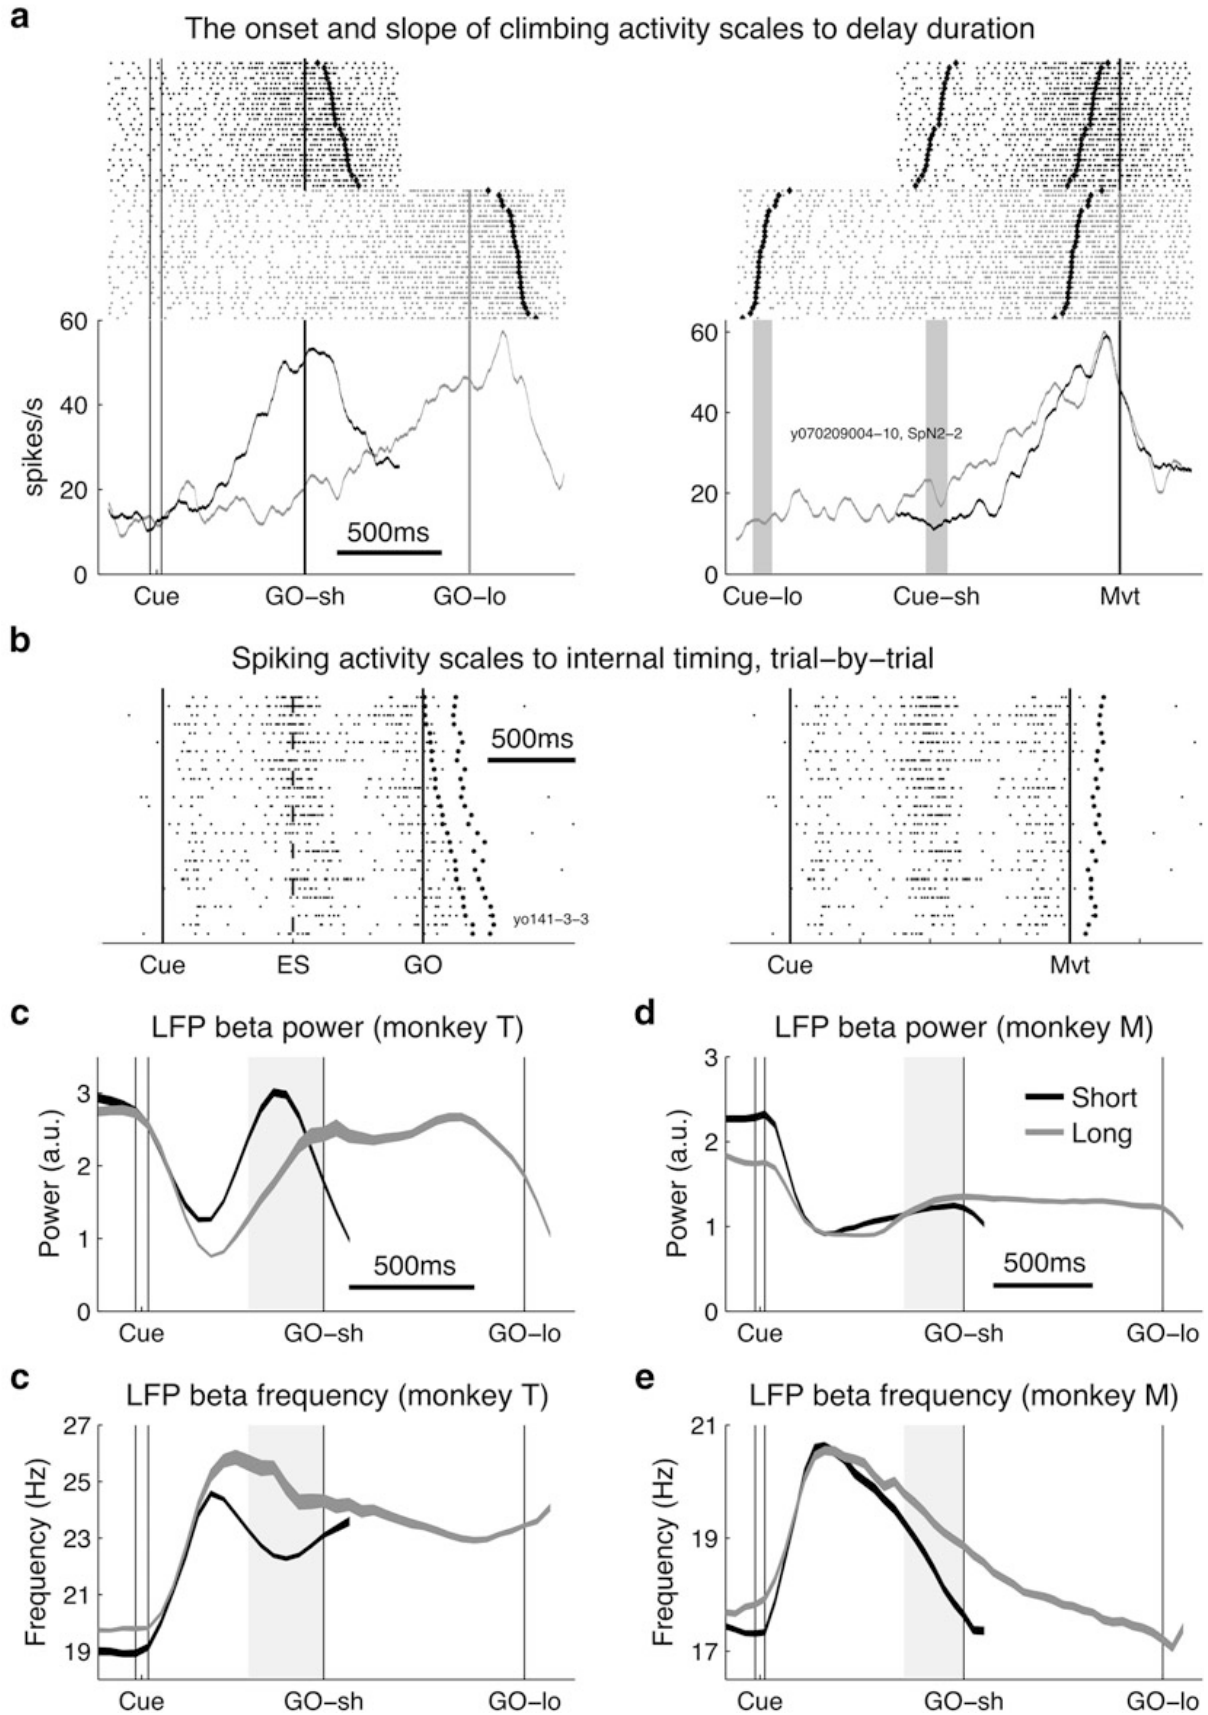 a
The onset and slope of climbing activity scales to delay duration
60
40
20
0
spikes/s
500ms
Cue
GO-sh
GO-lo
60
40
20
0
y070209004-10, SpN2-2
Cue-lo
Cue-sh
Mvt
b
Spiking activity scales to internal timing, trial-by-trial
500ms
yo141-3-3
Cue
ES
GO
Cue
Mvt
c
LFP beta power (monkey T)
3
2
1
0
Power (a.u.)
500ms
Cue
GO-sh
GO-lo
d
LFP beta power (monkey M)
3
2
1
0
Power (a.u.)
Short
Long
500ms
Cue
GO-sh
GO-lo
c
LFP beta frequency (monkey T)
27
25
23
21
19
Frequency (Hz)
Cue
GO-sh
GO-lo
e
LFP beta frequency (monkey M)
21
19
17
Frequency (Hz)
Cue
GO-sh
GO-lo